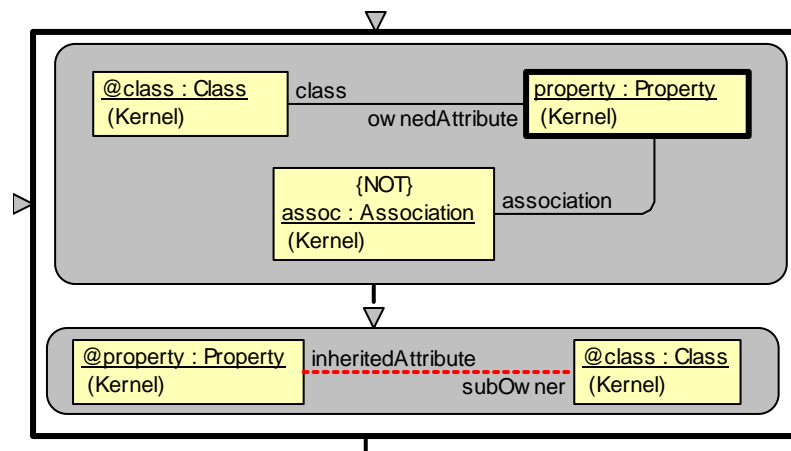 @class : Class
(Kernel)
class
ow nedAttribute
property : Property
(Kernel)
{NOT}
assoc : Association
(Kernel)
association
@property : Property
(Kernel)
inheritedAttribute
subOw ner
@class : Class
(Kernel)